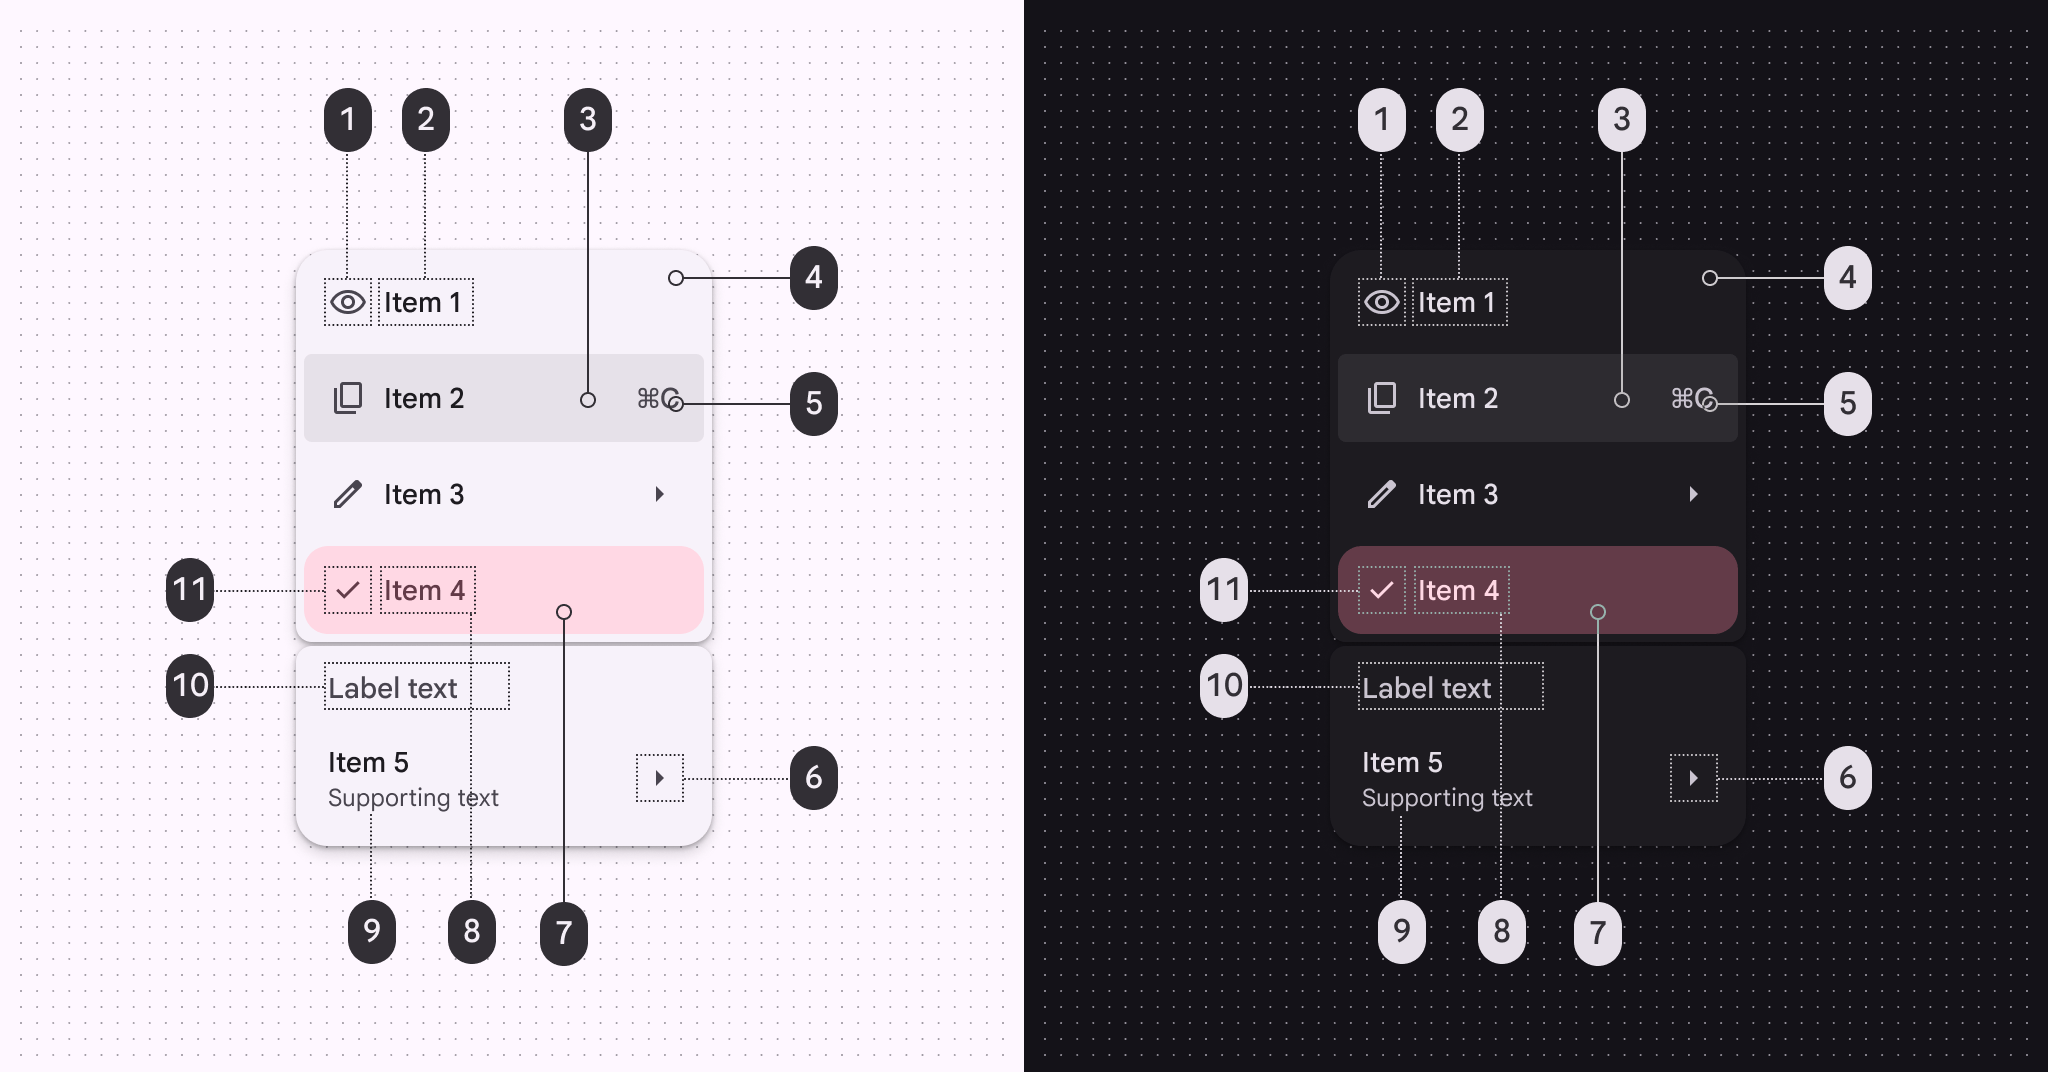 1 2 3
4
Item 1
Item 2 ⌘C
5
Item 3
11
Item 4
10
Label text
Item 5
6
Supporting text
9 8 7
1 2 3
4
Item 1
Item 2 ⌘C
5
Item 3
11
Item 4
10
Label text
Item 5
6
Supporting text
9 8 7